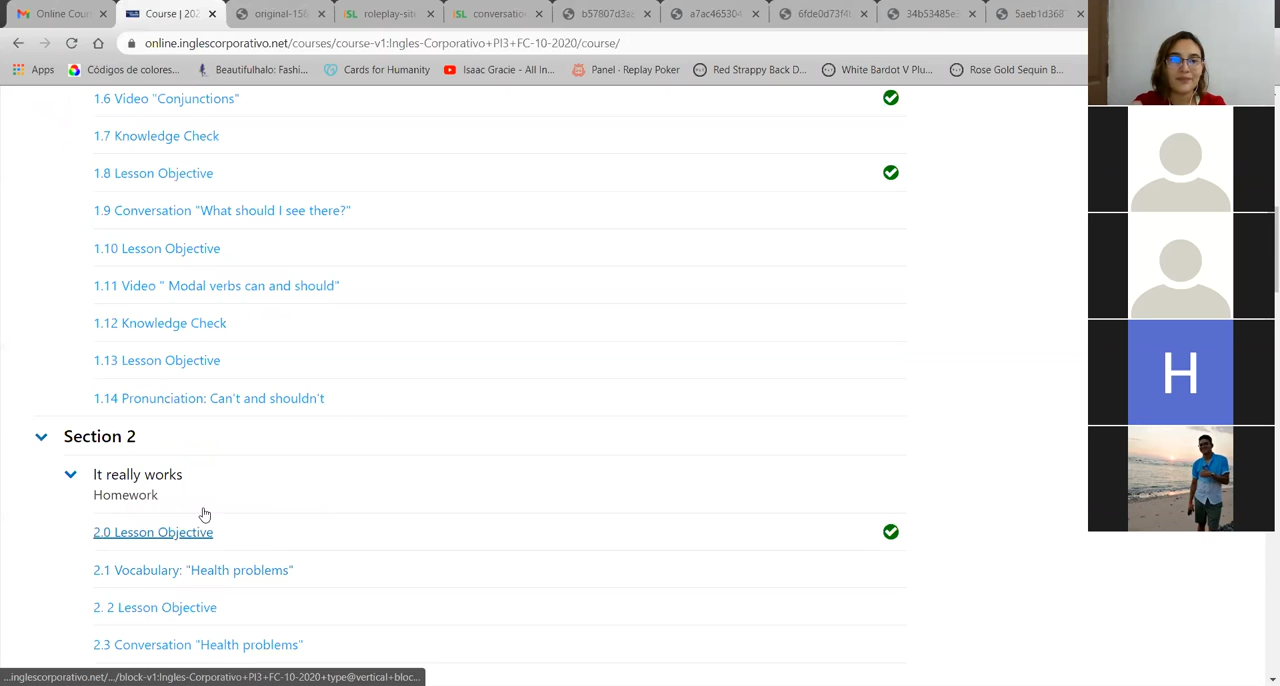 Online Cours
Course | 202
original-158
roleplay-site
conversation
b57807d3a
a7ac465304
6fde0d73f4
34b53485e
5aeb1d368
online.inglescorporativo.net/courses/course-v1:Ingles-Corporativo+PI3+FC-10-2020/course/
Apps
Códigos de colores...
Beautifulhalo: Fashi...
Cards for Humanity
Isaac Gracie - All In...
Panel · Replay Poker
Red Strappy Back D...
White Bardot V Plu...
Rose Gold Sequin B...
1.6 Video "Conjunctions"
1.7 Knowledge Check
1.8 Lesson Objective
1.9 Conversation "What should I see there?"
1.10 Lesson Objective
1.11 Video " Modal verbs can and should"
1.12 Knowledge Check
1.13 Lesson Objective
1.14 Pronunciation: Can't and shouldn't
Section 2
It really works
Homework
2.0 Lesson Objective
2.1 Vocabulary: "Health problems"
2. 2 Lesson Objective
2.3 Conversation "Health problems"
...inglescorporativo.net/.../block-v1:Ingles-Corporativo+PI3+FC-10-2020+type@vertical+bloc...
H